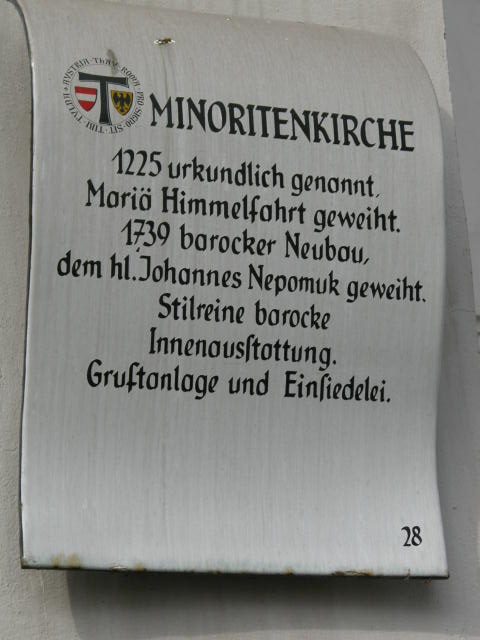 MINORITENKIRCHE
1225 urkundlich genannt,
Mariä Himmelfahrt geweiht.
1739 barocker Neubau,
dem hl. Johannes Nepomuk geweiht.
Stilreine barocke
Innenausſtattung.
Gruftanlage und Einſiedelei.
28